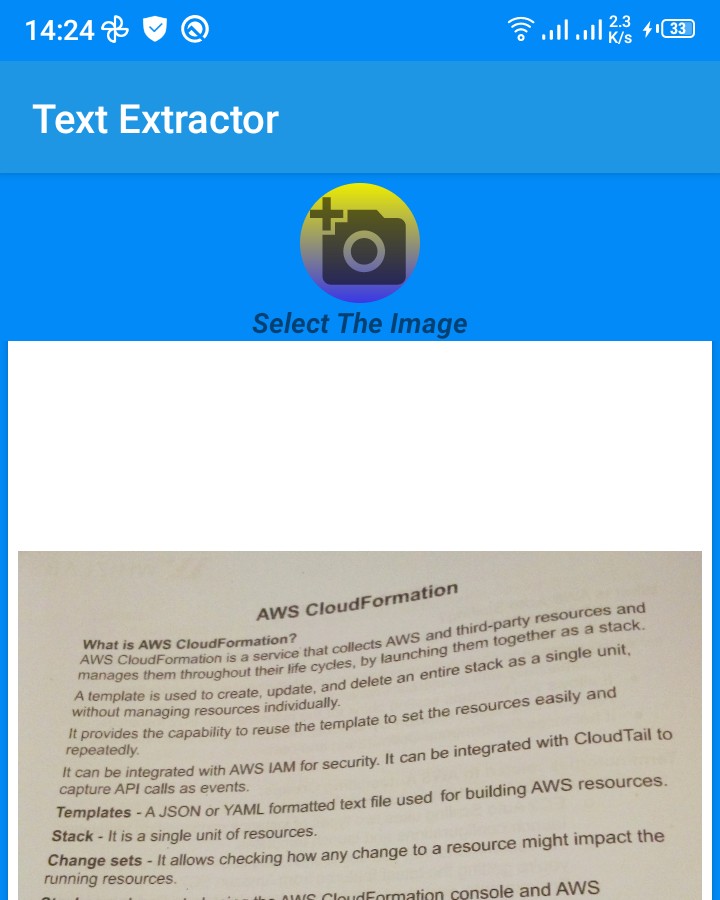 14:24
2.3
K/s
33
Text Extractor
Select The Image
AWS CloudFormation
What is AWS CloudFormation?
AWS CloudFormation is a service that collects AWS and third-party resources and
manages them throughout their life cycles, by launching them together as a stack.
A template is used to create, update, and delete an entire stack as a single unit,
without managing resources individually.
It provides the capability to reuse the template to set the resources easily and
repeatedly.
It can be integrated with AWS IAM for security. It can be integrated with CloudTail to
capture API calls as events.
Templates - A JSON or YAML formatted text file used for building AWS resources.
Stack - It is a single unit of resources.
Change sets - It allows checking how any change to a resource might impact the
running resources.
the AWS CloudFormation console and AWS